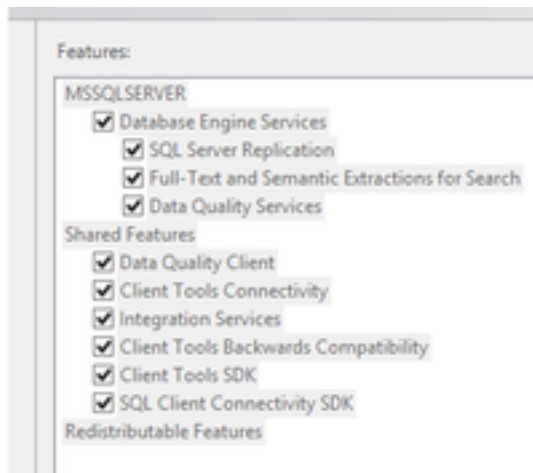 Features:
MSSQLSERVER
Database Engine Services
SQL Server Replication
Full-Text and Semantic Extractions for Search
Data Quality Services
Shared Features
Data Quality Client
Client Tools Connectivity
Integration Services
Client Tools Backwards Compatibility
Client Tools SDK
SQL Client Connectivity SDK
Redistributable Features